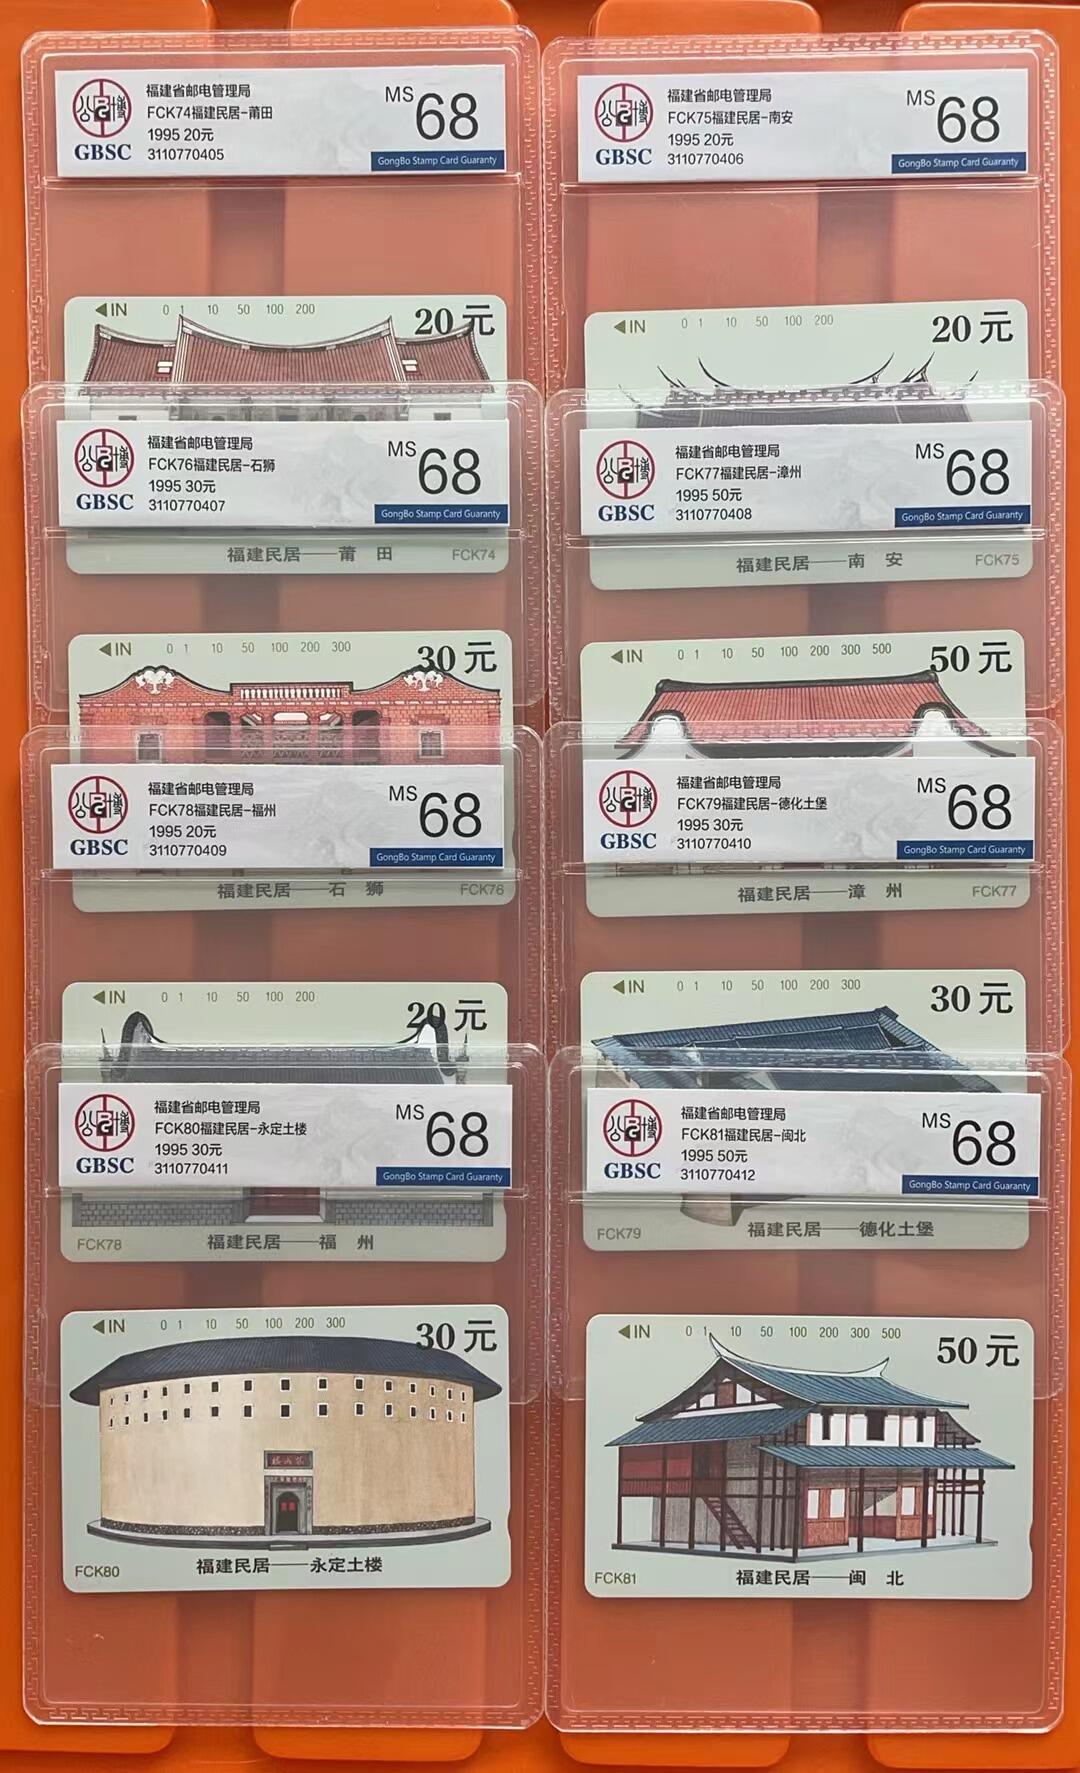 福建省邮电管理局
FCK74福建民居-莆田
1995 20元
3110770405
GBSC
MS 68
GongBo Stamp Card Guaranty
福建省邮电管理局
FCK75福建民居-南安
1995 20元
3110770406
GBSC
MS 68
GongBo Stamp Card Guaranty
◀IN 0 1 10 50 100 200
20元
◀IN 0 1 10 50 100 200
20元
福建省邮电管理局
FCK76福建民居-石狮
1995 30元
3110770407
GBSC
MS 68
GongBo Stamp Card Guaranty
福建省邮电管理局
FCK77福建民居-漳州
1995 50元
3110770408
GBSC
MS 68
GongBo Stamp Card Guaranty
福建民居——莆 田 FCK74
福建民居——南 安 FCK75
◀IN 0 1 10 50 100 200 300
30元
◀IN 0 1 10 50 100 200 300 500
50元
福建省邮电管理局
FCK78福建民居-福州
1995 20元
3110770409
GBSC
MS 68
GongBo Stamp Card Guaranty
福建省邮电管理局
FCK79福建民居-德化土堡
1995 30元
3110770410
GBSC
MS 68
GongBo Stamp Card Guaranty
福建民居——石 狮 FCK76
福建民居——漳 州 FCK77
◀IN 0 1 10 50 100 200
20元
◀IN 0 1 10 50 100 200 300
30元
福建省邮电管理局
FCK80福建民居-永定土楼
1995 30元
3110770411
GBSC
MS 68
GongBo Stamp Card Guaranty
福建省邮电管理局
FCK81福建民居-闽北
1995 50元
3110770412
GBSC
MS 68
GongBo Stamp Card Guaranty
FCK78 福建民居——福 州
FCK79 福建民居——德化土堡
◀IN 0 1 10 50 100 200 300
30元
◀IN 0 1 10 50 100 200 300 500
50元
FCK80 福建民居——永定土楼
FCK81 福建民居——闽 北